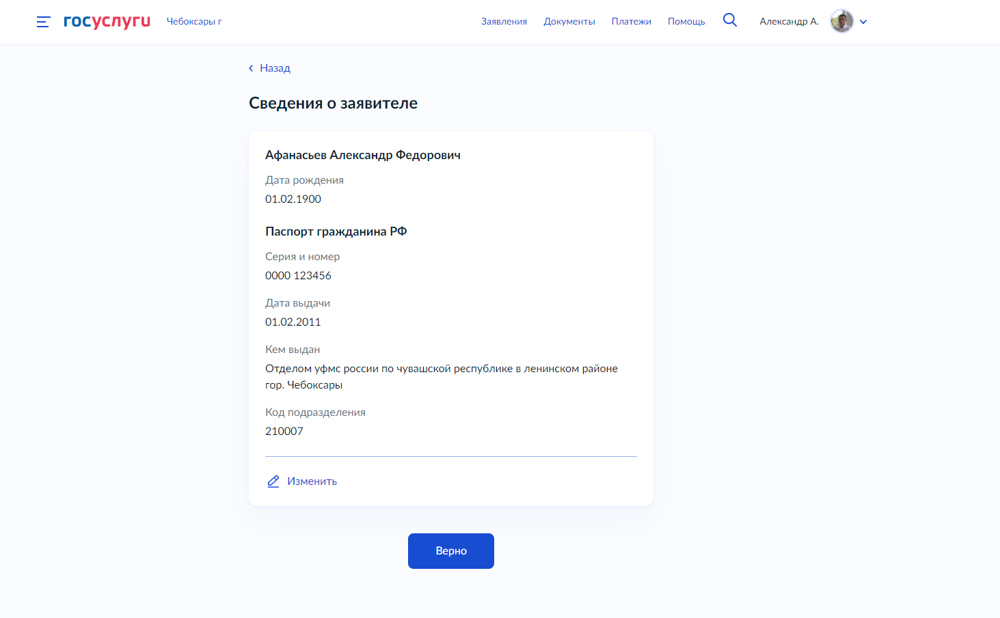 госуслуги
Чебоксары г
Заявления
Документы
Платежи
Помощь
Александр А.
Назад
Сведения о заявителе
Афанасьев Александр Федорович
Дата рождения
01.02.1900
Паспорт гражданина РФ
Серия и номер
0000 123456
Дата выдачи
01.02.2011
Кем выдан
Отделом уфмс россии по чувашской республике в ленинском районе
гор. Чебоксары
Код подразделения
210007
Изменить
Верно